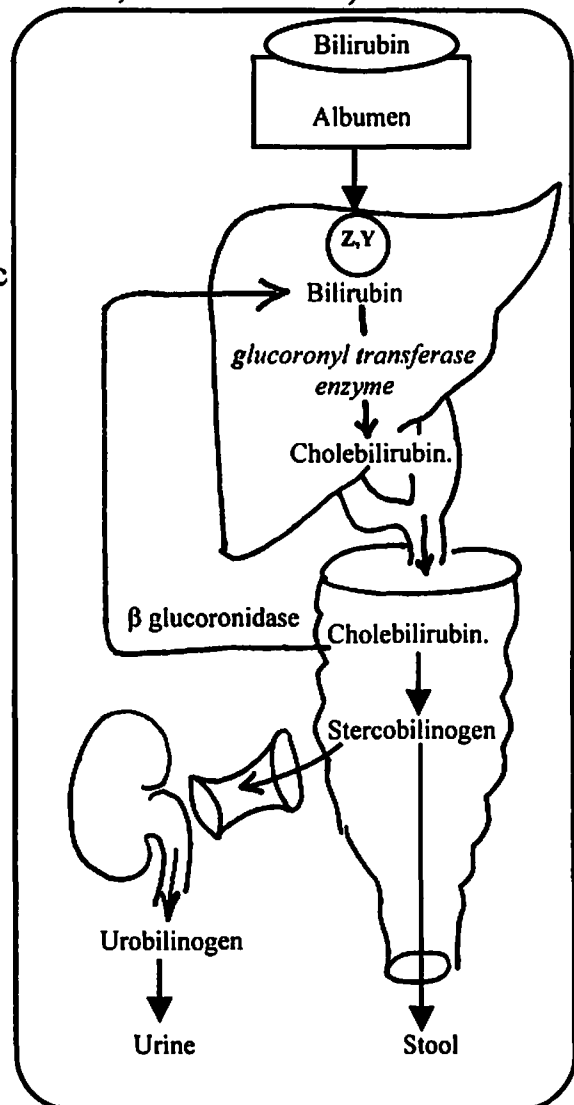 Bilirubin
Albumen
Z,Y
c
Bilirubin
glucoronyl transferase
enzyme
Cholebilirubin.
β glucoronidase
Cholebilirubin.
Stercobilinogen
Urobilinogen
Urine
Stool